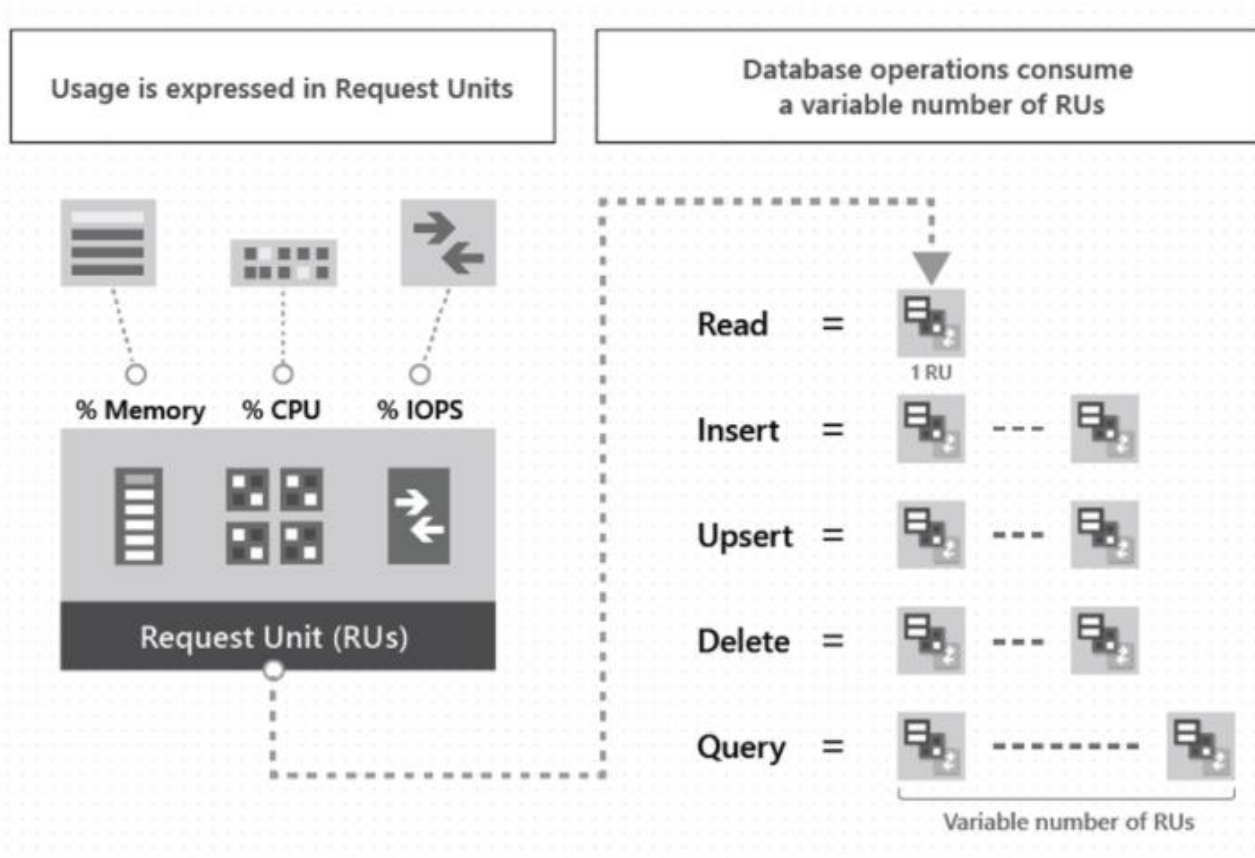 Usage is expressed in Request Units
Database operations consume
a variable number of RUs
% Memory
% CPU
% IOPS
Request Unit (RUs)
Read =
1 RU
Insert =
Upsert =
Delete =
Query =
Variable number of RUs